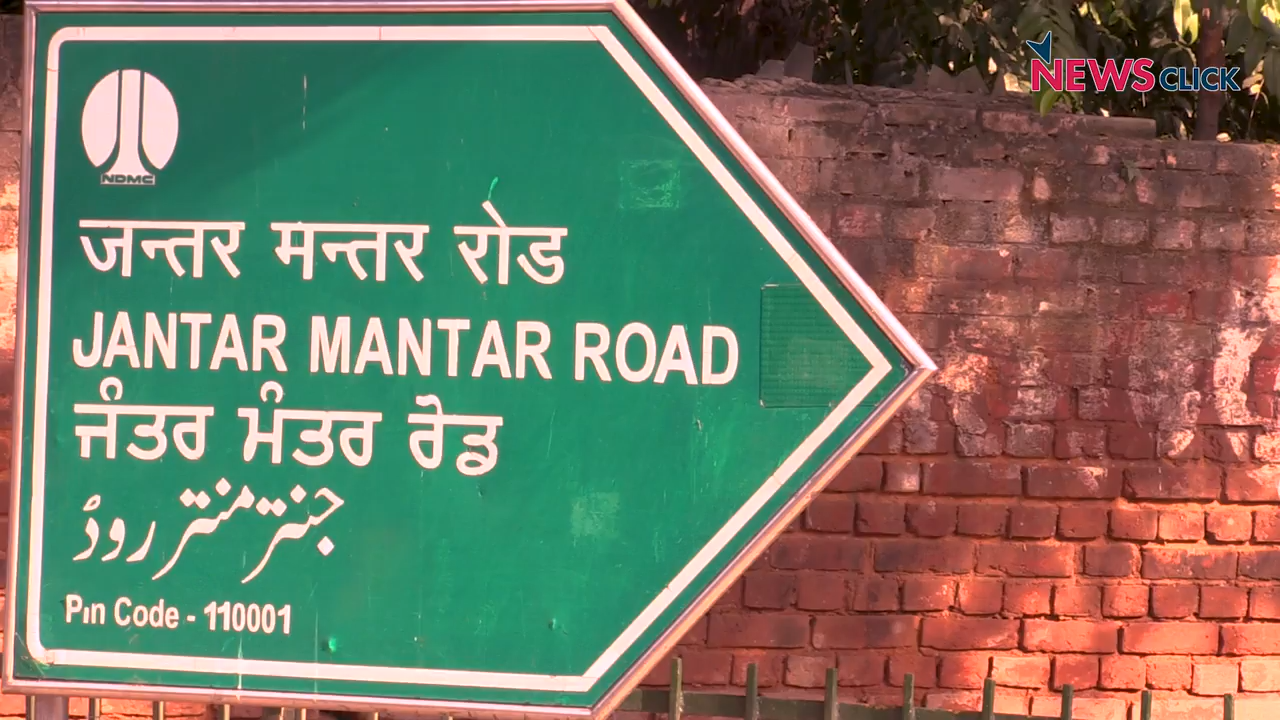 NEWSCLICK
NDMC
जन्तर मन्तर रोड
JANTAR MANTAR ROAD
ਜੰਤਰ ਮੰਤਰ ਰੋਡ
جنتر منتر روڈ
Pin Code - 110001